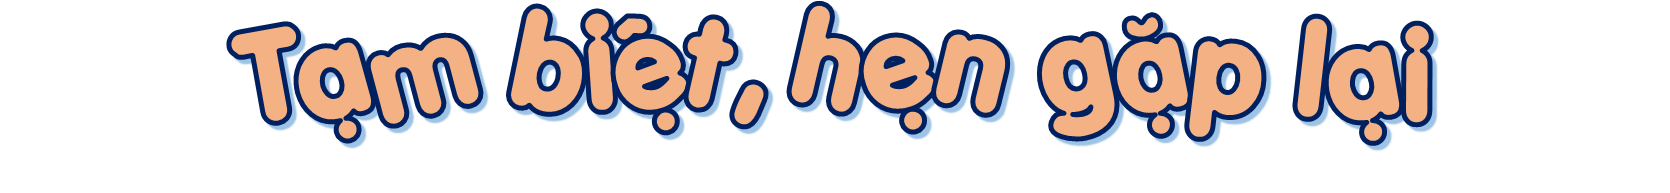 Tạm biệt, hẹn gặp lại